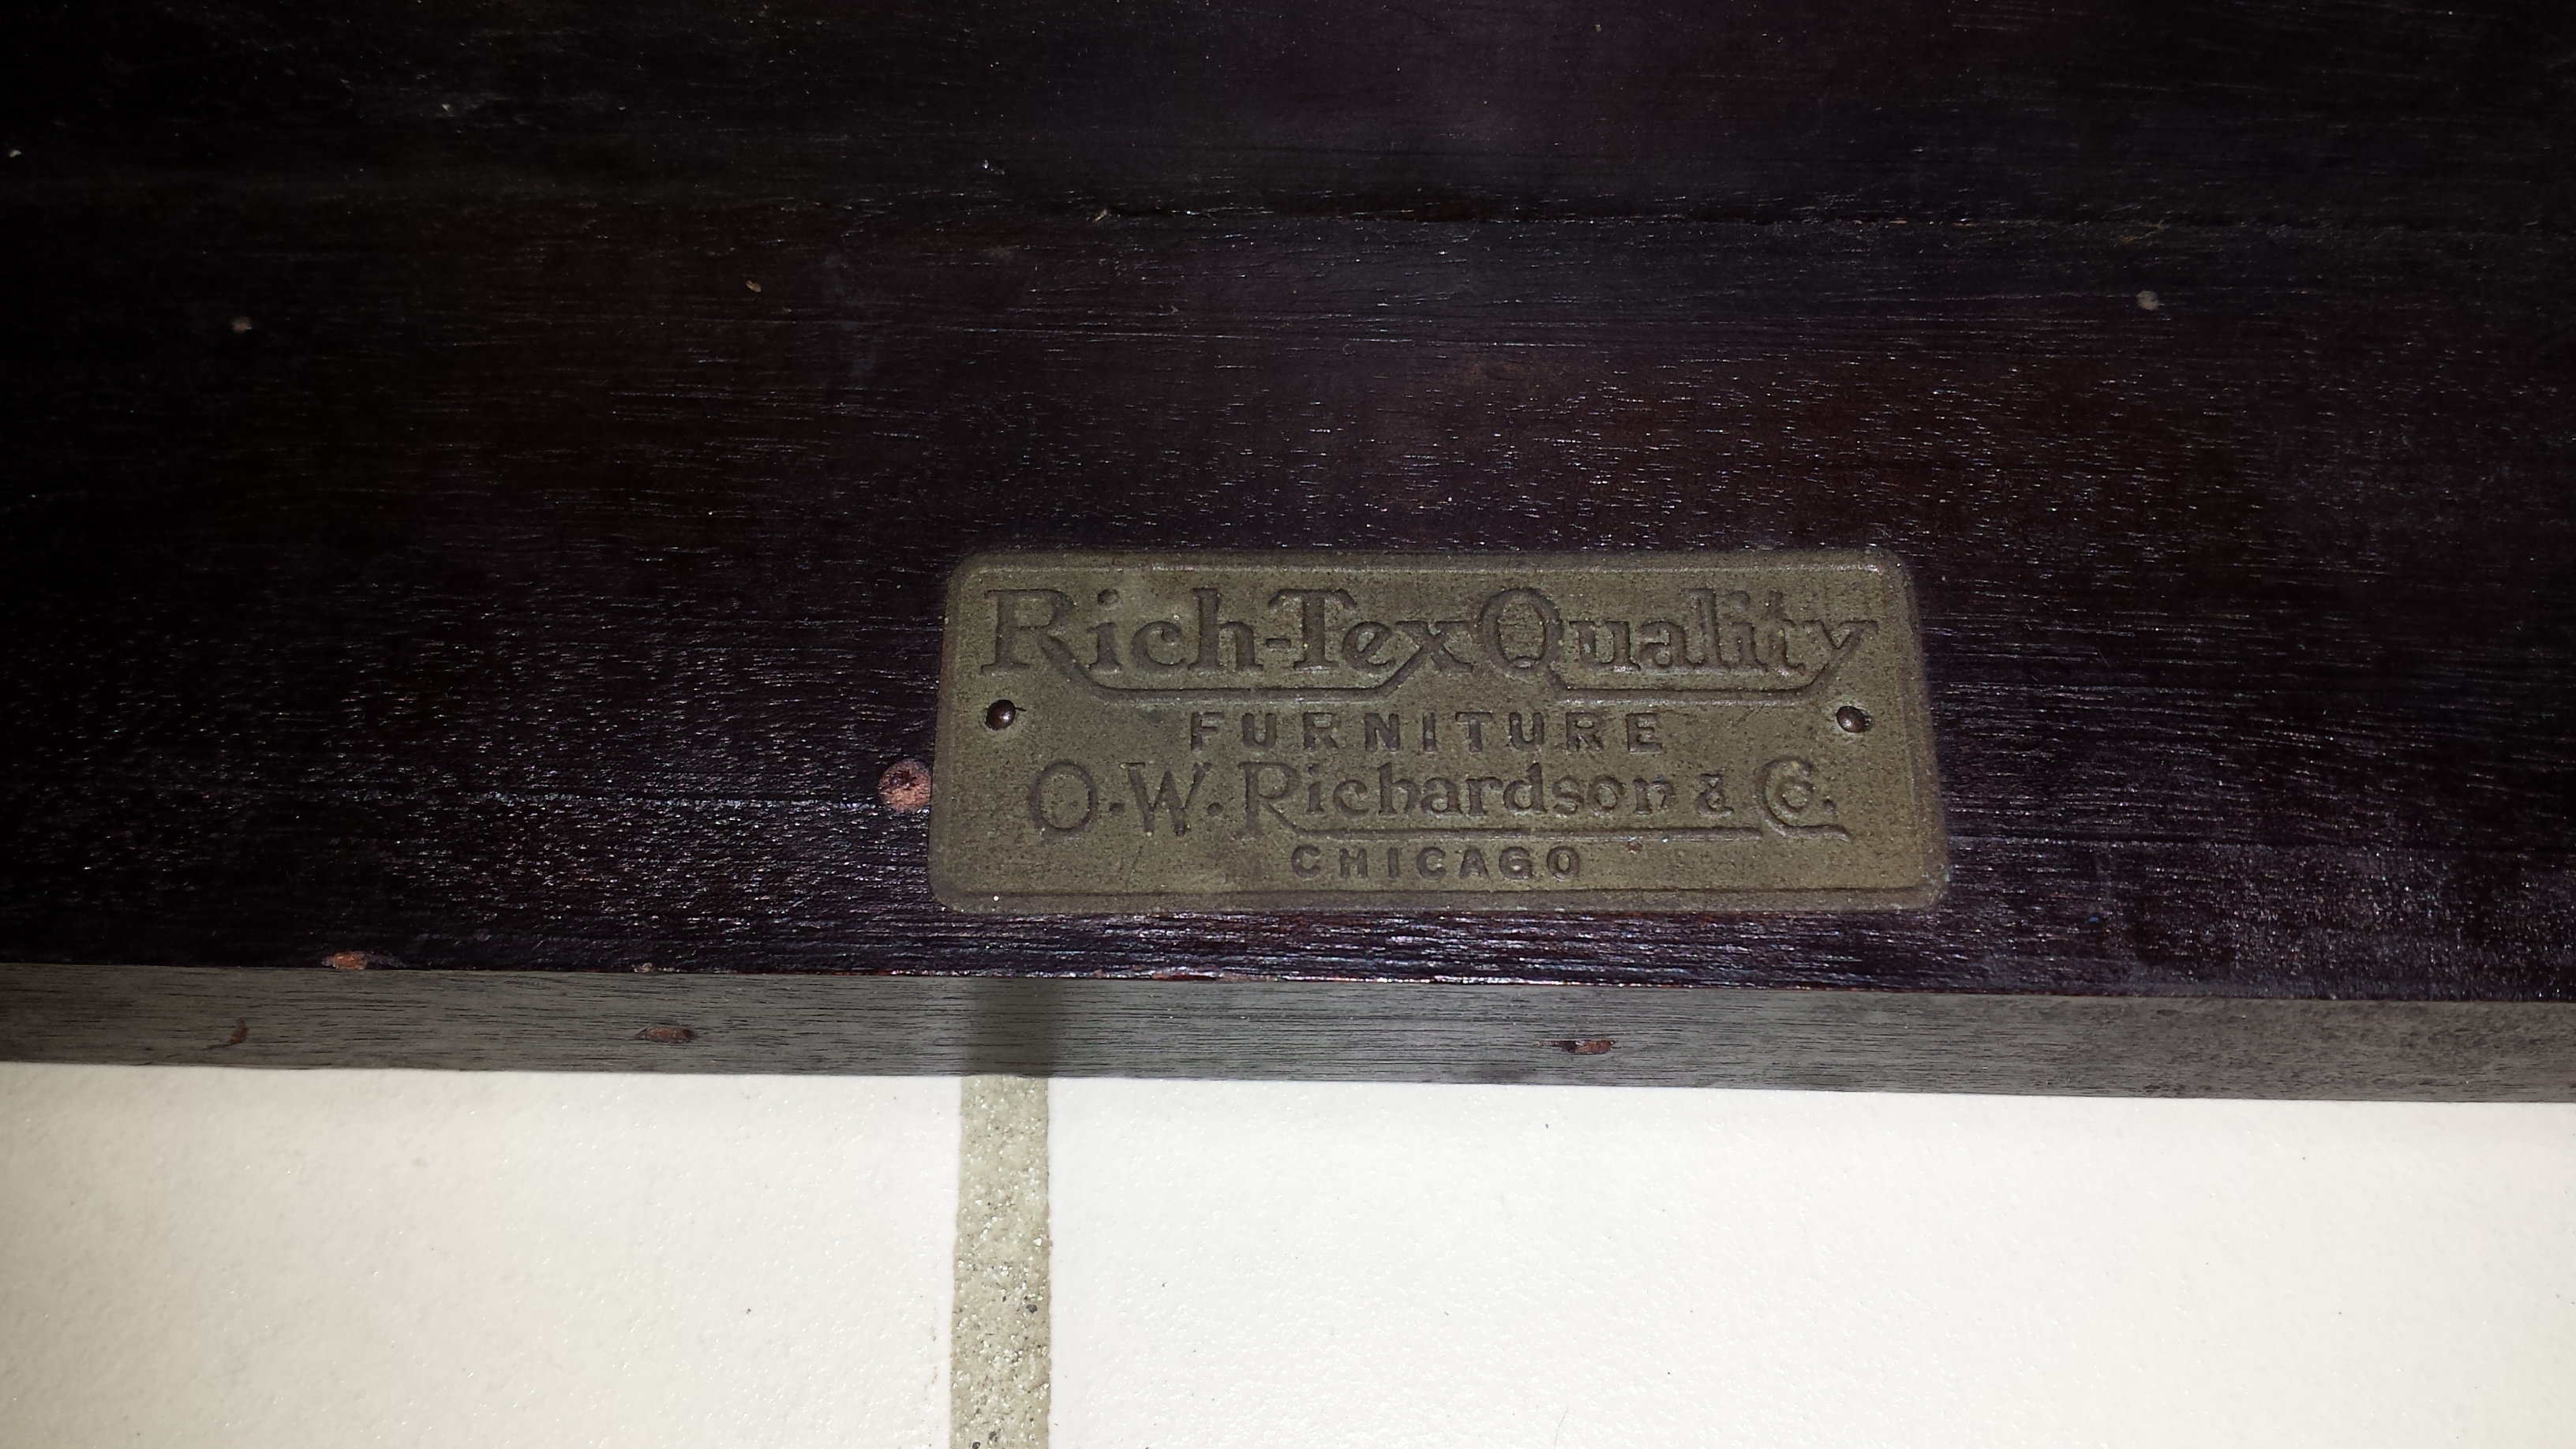 Rich-Tex Quality
FURNITURE
O.W. Richardson & Co.
CHICAGO